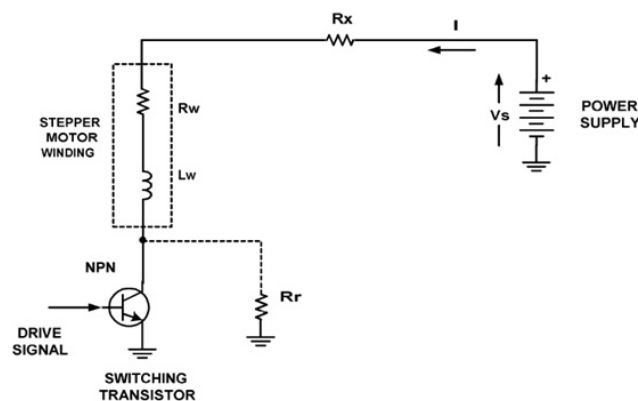 Rx
I
Rw
STEPPER
MOTOR
WINDING
Lw
+
Vs
POWER
SUPPLY
NPN
Rr
DRIVE
SIGNAL
SWITCHING
TRANSISTOR